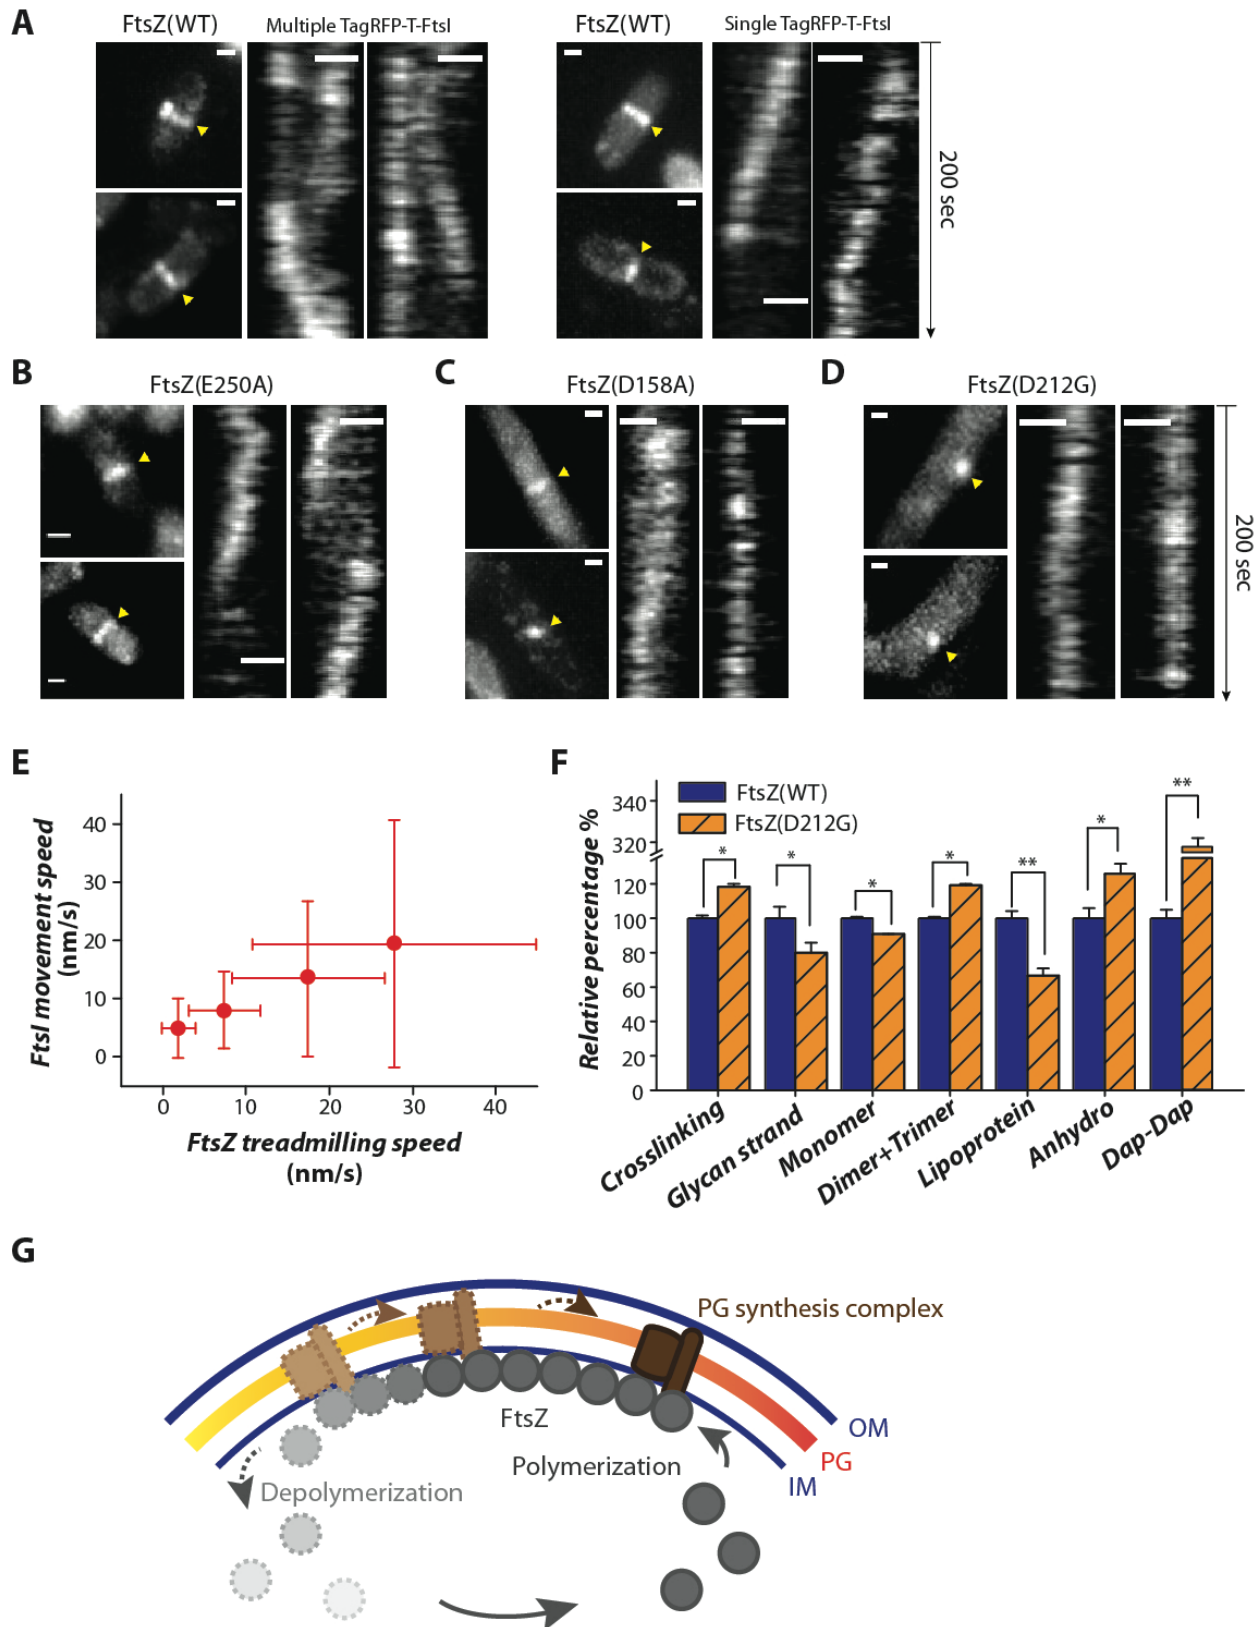 A
FtsZ(WT)
Multiple TagRFP-T-FtsI
FtsZ(WT)
Single TagRFP-T-FtsI
200 sec
B
FtsZ(E250A)
C
FtsZ(D158A)
D
FtsZ(D212G)
200 sec
E
FtsI movement speed
(nm/s)
40
30
20
10
0
0
10
20
30
40
FtsZ treadmilling speed
(nm/s)
F
Relative percentage %
340
320
120
100
80
60
40
20
0
FtsZ(WT)
FtsZ(D212G)
*
*
*
*
**
*
**
Crosslinking
Glycan strand
Monomer
Dimer+Trimer
Lipoprotein
Anhydro
Dap-Dap
G
PG synthesis complex
FtsZ
OM
PG
IM
Polymerization
Depolymerization